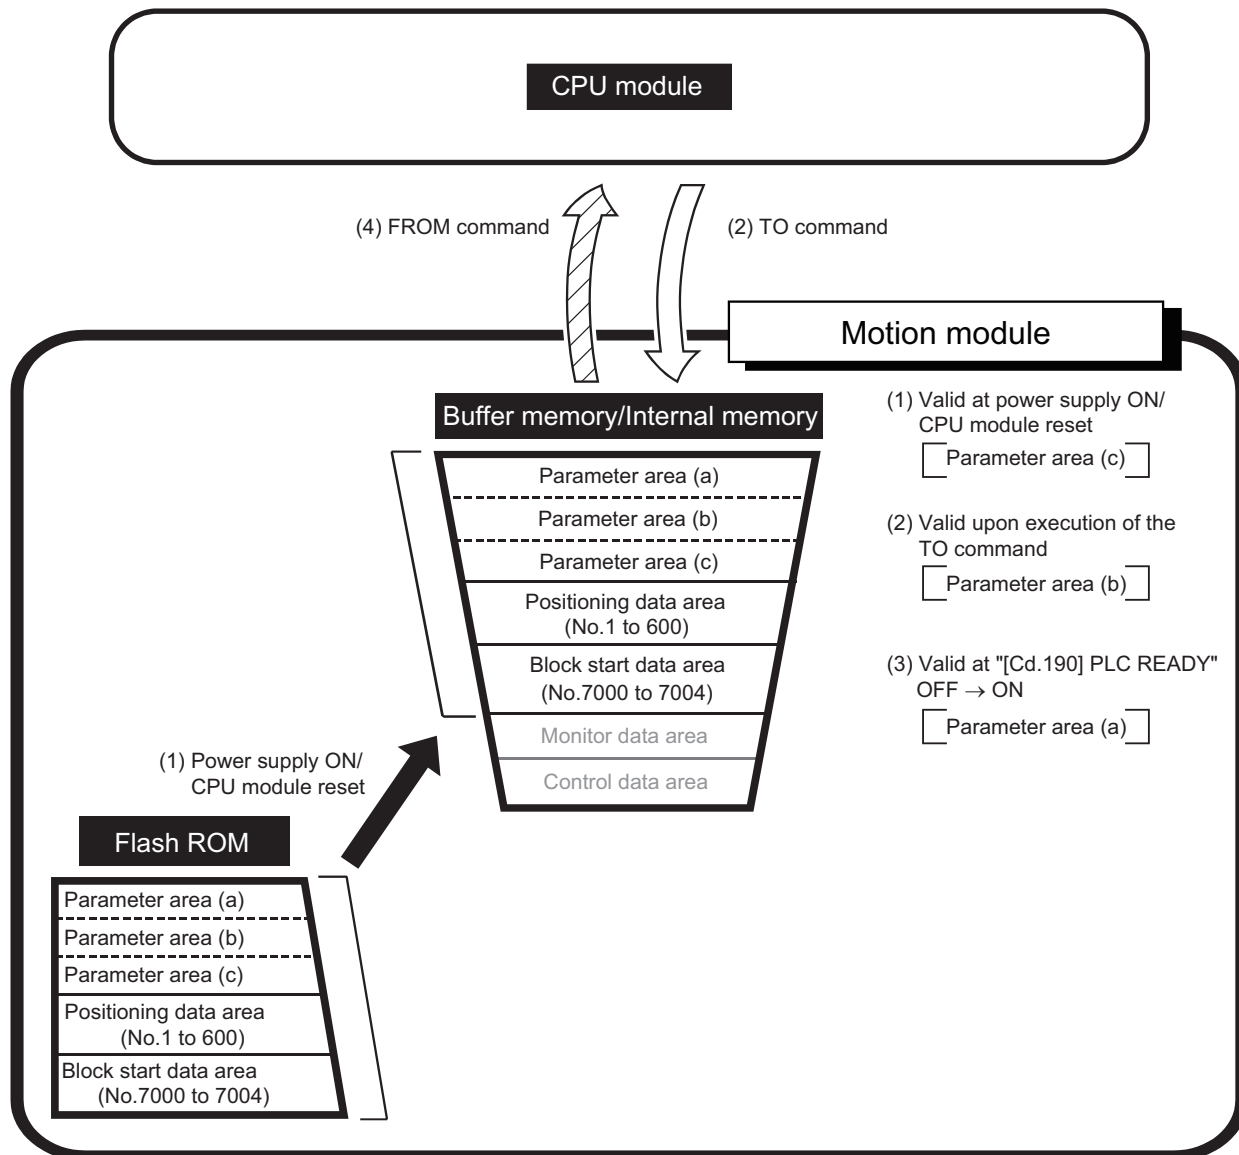 CPU module
(4) FROM command
(2) TO command
Motion module
Buffer memory/Internal memory
Parameter area (a)
Parameter area (b)
Parameter area (c)
Positioning data area
(No.1 to 600)
Block start data area
(No.7000 to 7004)
Monitor data area
Control data area
(1) Valid at power supply ON/
CPU module reset
Parameter area (c)
(2) Valid upon execution of the
TO command
Parameter area (b)
(3) Valid at "[Cd.190] PLC READY"
OFF → ON
Parameter area (a)
(1) Power supply ON/
CPU module reset
Flash ROM
Parameter area (a)
Parameter area (b)
Parameter area (c)
Positioning data area
(No.1 to 600)
Block start data area
(No.7000 to 7004)